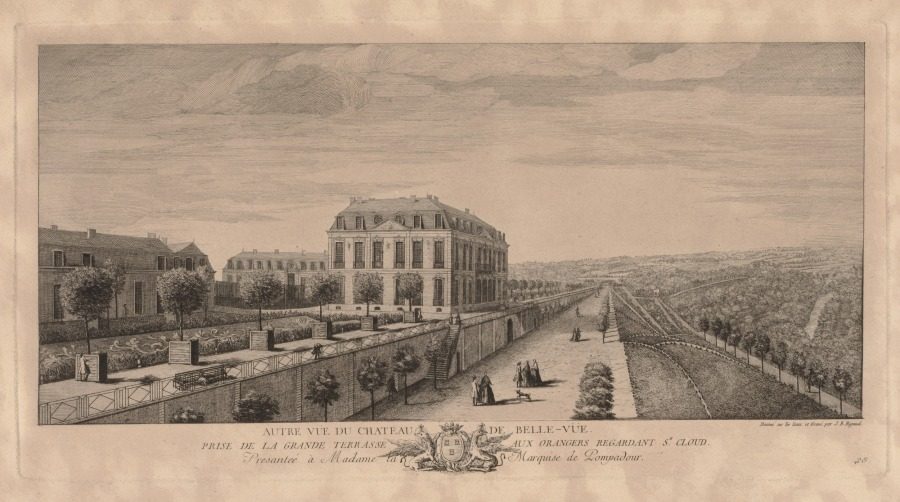 AUTRE VUE DU CHATEAU DE BELLE-VUE.
Dessiné sur les lieux et Gravé par J. B. Rigaud.
PRISE DE LA GRANDE TERRASSE AUX ORANGERS REGARDANT St. CLOUD.
Presentée à Madame la Marquise de Pompadour.